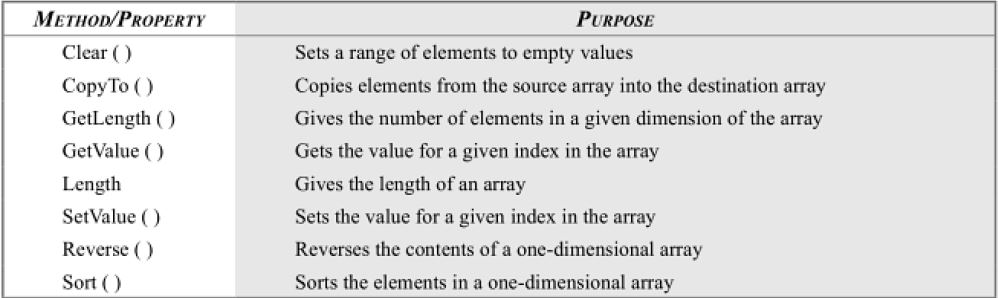 METHOD/PROPERTY PURPOSE
Clear ( ) Sets a range of elements to empty values
CopyTo ( ) Copies elements from the source array into the destination array
GetLength ( ) Gives the number of elements in a given dimension of the array
GetValue ( ) Gets the value for a given index in the array
Length Gives the length of an array
SetValue ( ) Sets the value for a given index in the array
Reverse ( ) Reverses the contents of a one-dimensional array
Sort ( ) Sorts the elements in a one-dimensional array